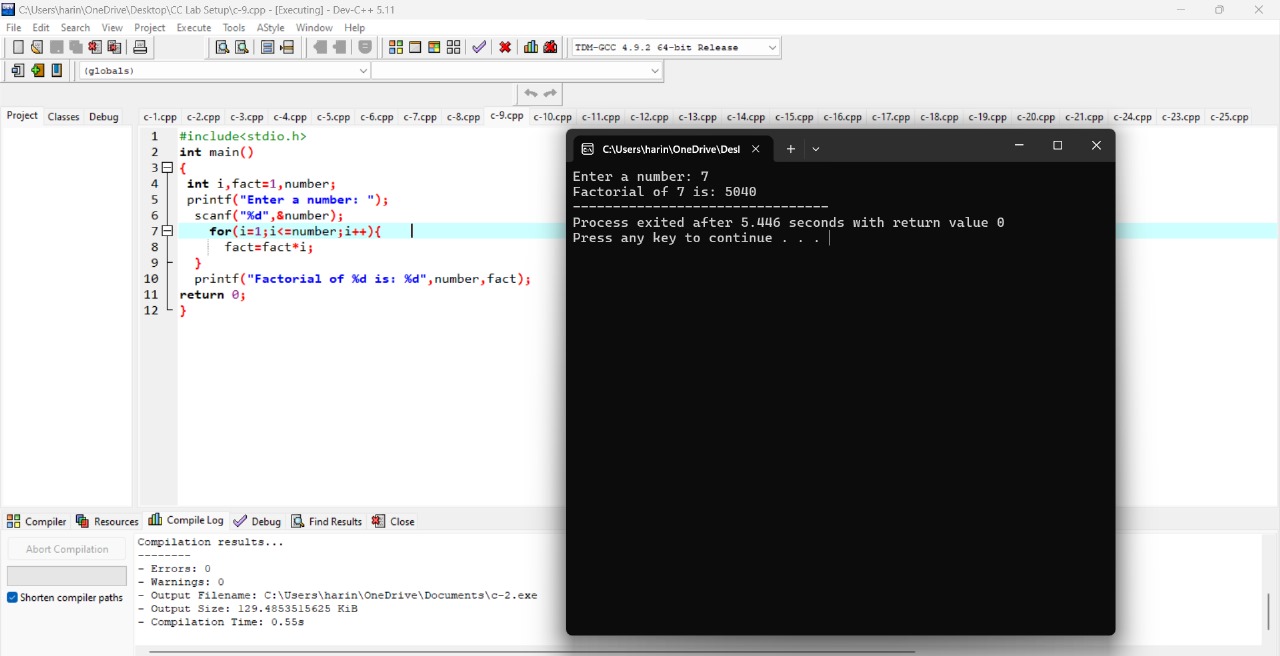 C:\Users\harin\OneDrive\Desktop\CC Lab Setup\c-9.cpp - [Executing] - Dev-C++ 5.11
File Edit Search View Project Execute Tools AStyle Window Help
TDM-GCC 4.9.2 64-bit Release
(globals)
Project Classes Debug
c-1.cpp c-2.cpp c-3.cpp c-4.cpp c-5.cpp c-6.cpp c-7.cpp c-8.cpp c-9.cpp c-10.cpp c-11.cpp c-12.cpp c-13.cpp c-14.cpp c-15.cpp c-16.cpp c-17.cpp c-18.cpp c-19.cpp c-20.cpp c-21.cpp c-24.cpp c-23.cpp c-25.cpp
1 #include<stdio.h>
2 int main()
3 {
4 int i,fact=1,number;
5 printf("Enter a number: ");
6 scanf("%d",&number);
7 for(i=1;i<=number;i++){
8 fact=fact*i;
9 }
10 printf("Factorial of %d is: %d",number,fact);
11 return 0;
12 }
C:\Users\harin\OneDrive\Desl
Enter a number: 7
Factorial of 7 is: 5040
--------------------------------
Process exited after 5.446 seconds with return value 0
Press any key to continue . . .
Compiler Resources Compile Log Debug Find Results Close
Abort Compilation
Shorten compiler paths
Compilation results...
--------
- Errors: 0
- Warnings: 0
- Output Filename: C:\Users\harin\OneDrive\Documents\c-2.exe
- Output Size: 129.4853515625 KiB
- Compilation Time: 0.55s